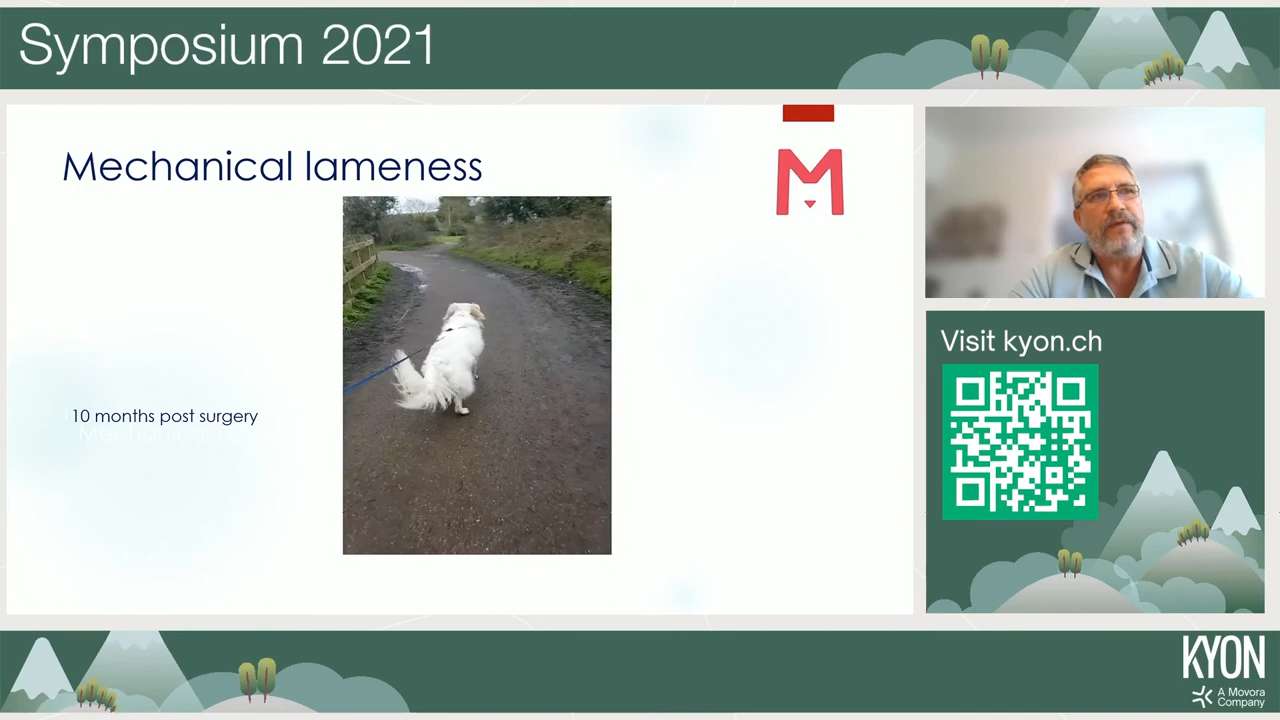 Symposium 2021
Mechanical lameness
M
10 months post surgery
Visit kyon.ch
KYON
A Movora
Company